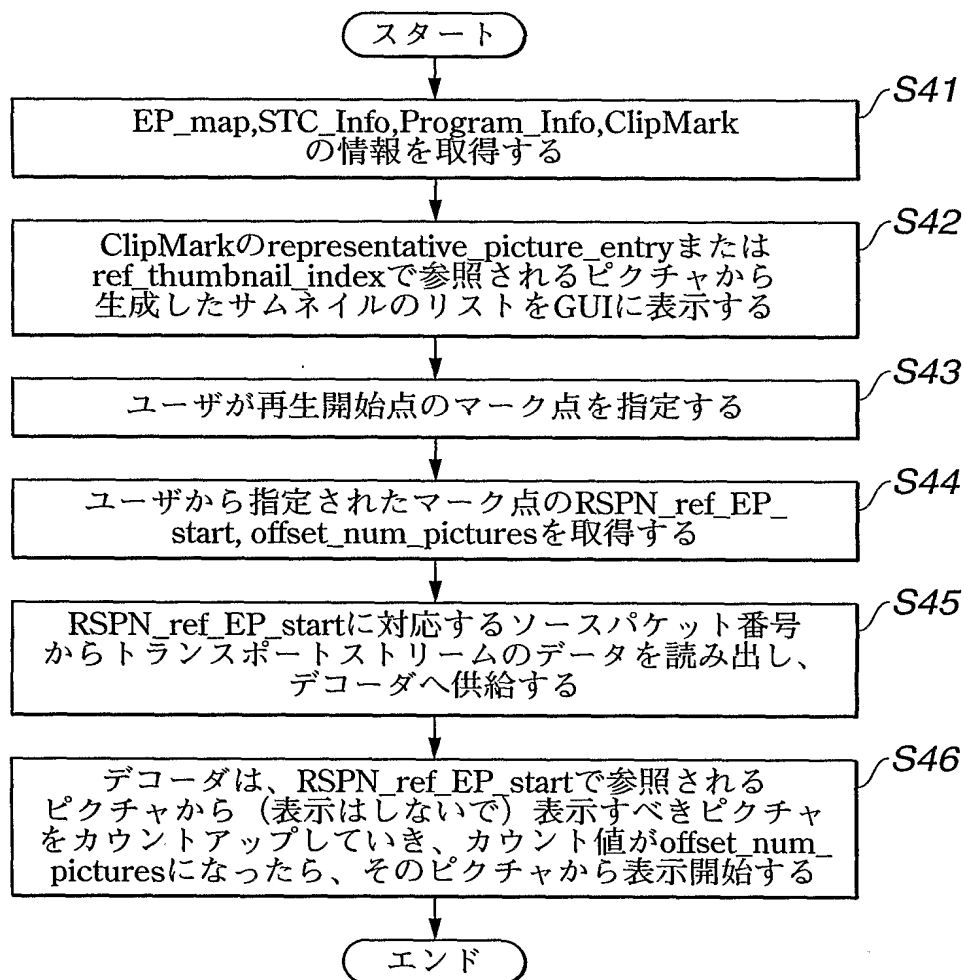 スタート
S41
EP_map,STC_Info,Program_Info,ClipMark
の情報を取得する
S42
ClipMarkのrepresentative_picture_entryまたは
ref_thumbnail_indexで参照されるピクチャから
生成したサムネイルのリストをGUIに表示する
S43
ユーザが再生開始点のマーク点を指定する
S44
ユーザから指定されたマーク点のRSPN_ref_EP_
start, offset_num_picturesを取得する
S45
RSPN_ref_EP_startに対応するソースパケット番号
からトランスポートストリームのデータを読み出し、
デコーダへ供給する
S46
デコーダは、RSPN_ref_EP_startで参照される
ピクチャから（表示はしないで）表示すべきピクチャ
をカウントアップしていき、カウント値がoffset_num_
picturesになったら、そのピクチャから表示開始する
エンド